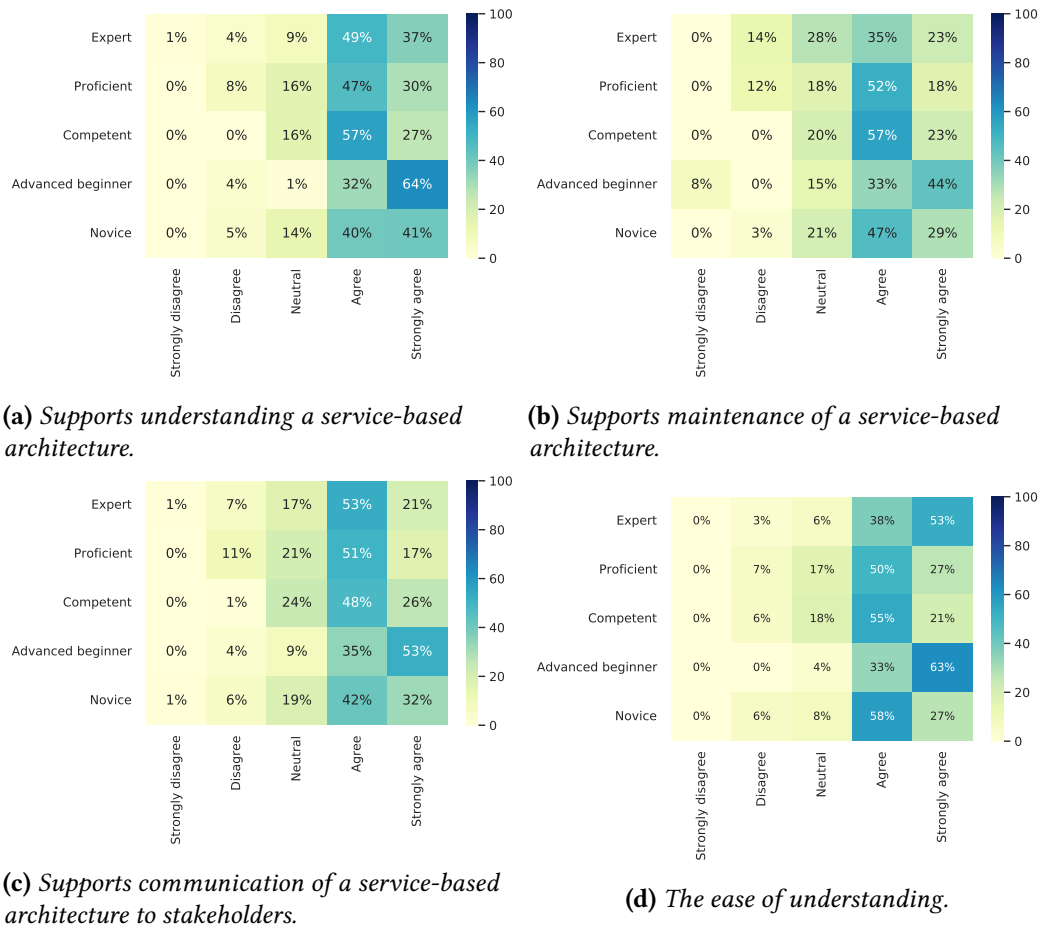 Expert 1% 4% 9% 49% 37%
Proficient 0% 8% 16% 47% 30%
Competent 0% 0% 16% 57% 27%
Advanced beginner 0% 4% 1% 32% 64%
Novice 0% 5% 14% 40% 41%
Strongly disagree
Disagree
Neutral
Agree
Strongly agree
100
80
60
40
20
0
(a) Supports understanding a service-based
architecture.
Expert 0% 14% 28% 35% 23%
Proficient 0% 12% 18% 52% 18%
Competent 0% 0% 20% 57% 23%
Advanced beginner 8% 0% 15% 33% 44%
Novice 0% 3% 21% 47% 29%
Strongly disagree
Disagree
Neutral
Agree
Strongly agree
100
80
60
40
20
0
(b) Supports maintenance of a service-based
architecture.
Expert 1% 7% 17% 53% 21%
Proficient 0% 11% 21% 51% 17%
Competent 0% 1% 24% 48% 26%
Advanced beginner 0% 4% 9% 35% 53%
Novice 1% 6% 19% 42% 32%
Strongly disagree
Disagree
Neutral
Agree
Strongly agree
100
80
60
40
20
0
(c) Supports communication of a service-based
architecture to stakeholders.
Expert 0% 3% 6% 38% 53%
Proficient 0% 7% 17% 50% 27%
Competent 0% 6% 18% 55% 21%
Advanced beginner 0% 0% 4% 33% 63%
Novice 0% 6% 8% 58% 27%
Strongly disagree
Disagree
Neutral
Agree
Strongly agree
100
80
60
40
20
0
(d) The ease of understanding.